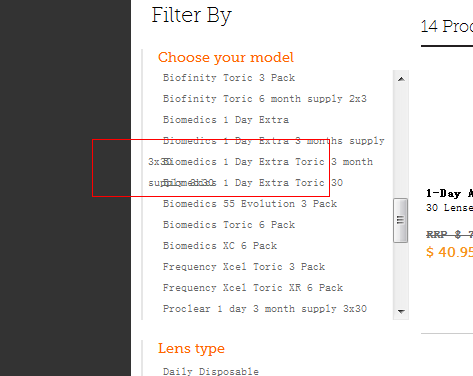 Filter By
14 Proc
Choose your model
Biofinity Toric 3 Pack
Biofinity Toric 6 month supply 2x3
Biomedics 1 Day Extra
Biomedics 1 Day Extra 3 months supply
3x30
Biomedics 1 Day Extra Toric 3 month
supply 3x30
Biomedics 1 Day Extra Toric 30
Biomedics 55 Evolution 3 Pack
Biomedics Toric 6 Pack
Biomedics XC 6 Pack
Frequency Xcel Toric 3 Pack
Frequency Xcel Toric XR 6 Pack
Proclear 1 day 3 month supply 3x30
1-Day A
30 Lense
RRP $ 7
$ 40.95
Lens type
Daily Disposable